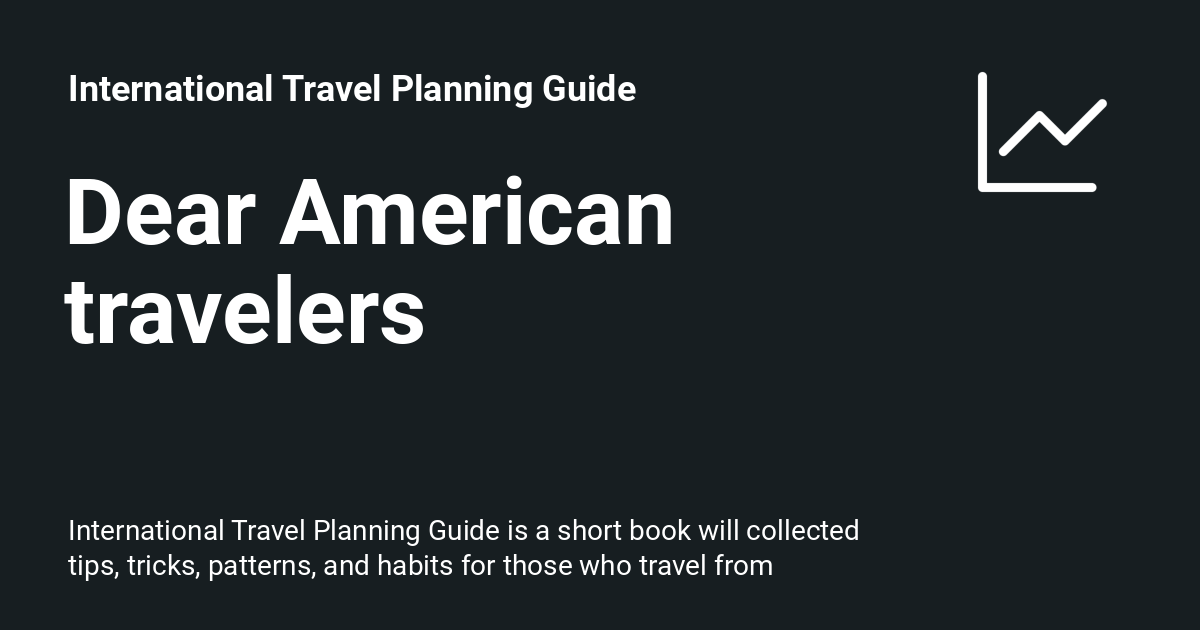 International Travel Planning Guide
Dear American
travelers
International Travel Planning Guide is a short book will collected
tips, tricks, patterns, and habits for those who travel from